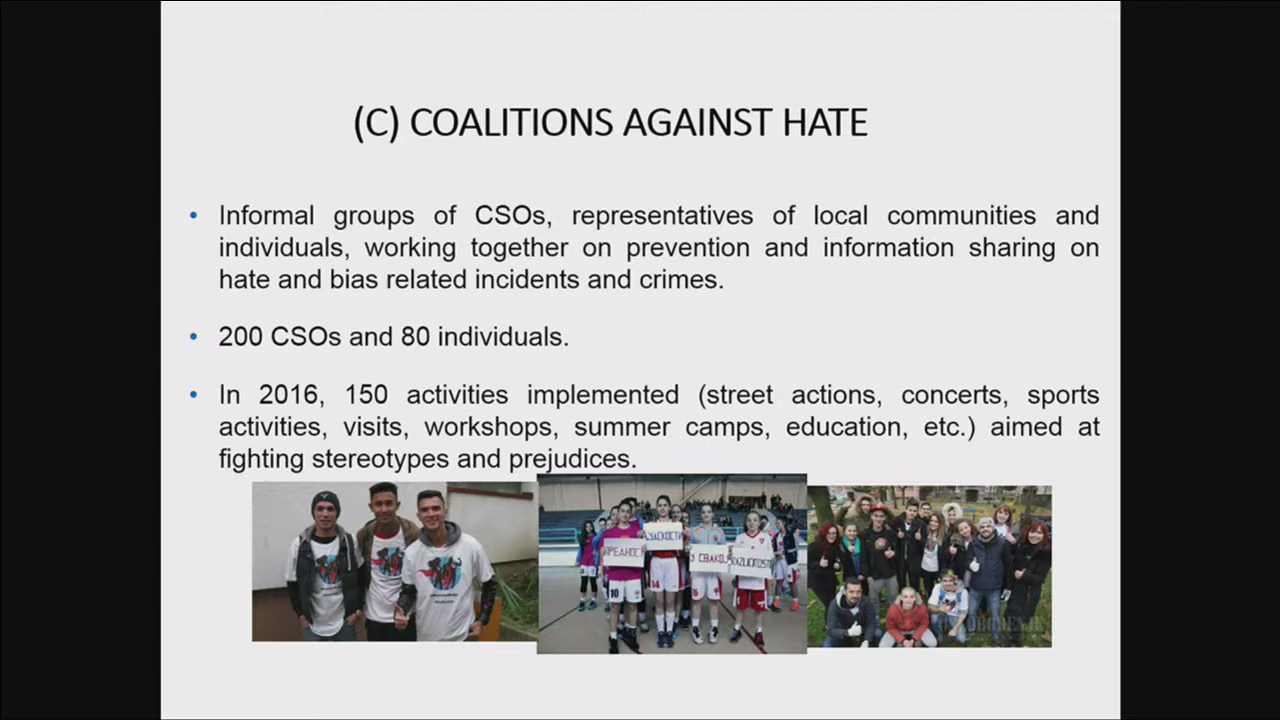 (C) COALITIONS AGAINST HATE
• Informal groups of CSOs, representatives of local communities and
individuals, working together on prevention and information sharing on
hate and bias related incidents and crimes.
• 200 CSOs and 80 individuals.
• In 2016, 150 activities implemented (street actions, concerts, sports
activities, visits, workshops, summer camps, education, etc.) aimed at
fighting stereotypes and prejudices.